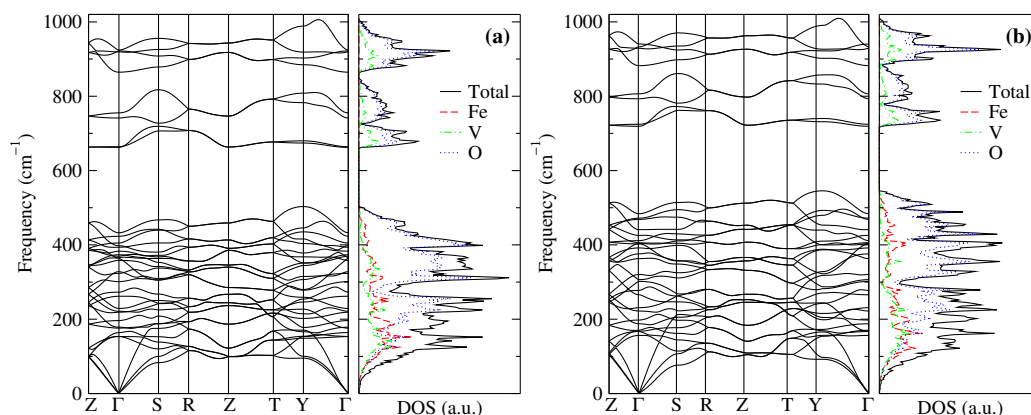 1000
800
600
400
200
0
Frequency (cm⁻¹)
Z Γ S R Z T Y Γ
(a)
Total
Fe
V
O
DOS (a.u.)
1000
800
600
400
200
0
Frequency (cm⁻¹)
Z Γ S R Z T Y Γ
(b)
Total
Fe
V
O
DOS (a.u.)